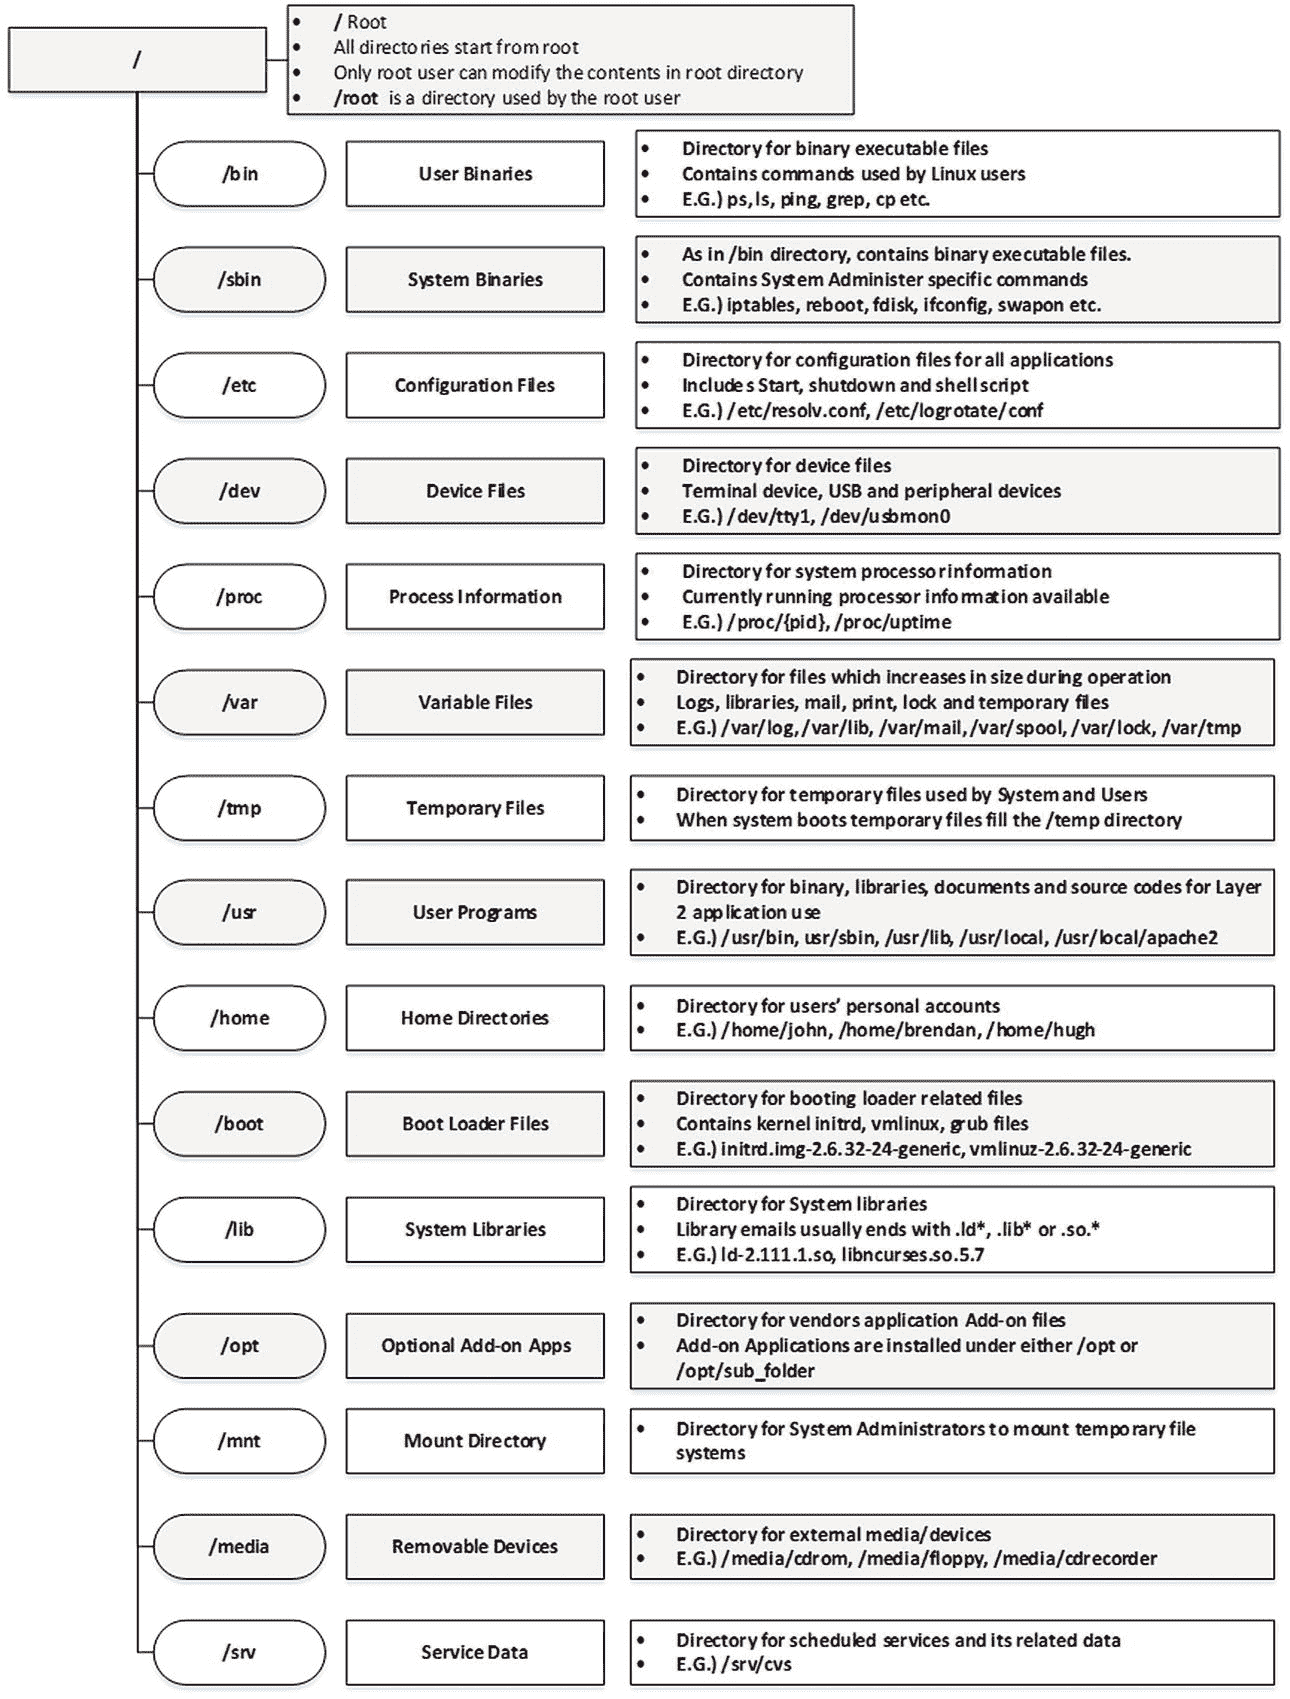 /
/ Root
All directories start from root
Only root user can modify the contents in root directory
/root is a directory used by the root user
/bin
User Binaries
Directory for binary executable files
Contains commands used by Linux users
E.G.) ps, ls, ping, grep, cp etc.
/sbin
System Binaries
As in /bin directory, contains binary executable files.
Contains System Administer specific commands
E.G.) iptables, reboot, fdisk, ifconfig, swapon etc.
/etc
Configuration Files
Directory for configuration files for all applications
Includes Start, shutdown and shell script
E.G.) /etc/resolv.conf, /etc/logrotate/conf
/dev
Device Files
Directory for device files
Terminal device, USB and peripheral devices
E.G.) /dev/tty1, /dev/usbmon0
/proc
Process Information
Directory for system processor information
Currently running processor information available
E.G.) /proc/{pid}, /proc/uptime
/var
Variable Files
Directory for files which increases in size during operation
Logs, libraries, mail, print, lock and temporary files
E.G.) /var/log, /var/lib, /var/mail, /var/spool, /var/lock, /var/tmp
/tmp
Temporary Files
Directory for temporary files used by System and Users
When system boots temporary files fill the /temp directory
/usr
User Programs
Directory for binary, libraries, documents and source codes for Layer
2 application use
E.G.) /usr/bin, usr/sbin, /usr/lib, /usr/local, /usr/local/apache2
/home
Home Directories
Directory for users’ personal accounts
E.G.) /home/john, /home/brendan, /home/hugh
/boot
Boot Loader Files
Directory for booting loader related files
Contains kernel initrd, vmlinux, grub files
E.G.) initrd.img-2.6.32-24-generic, vmlinuz-2.6.32-24-generic
/lib
System Libraries
Directory for System libraries
Library emails usually ends with .ld*, .lib* or .so.*
E.G.) ld-2.111.1.so, libncurses.so.5.7
/opt
Optional Add-on Apps
Directory for vendors application Add-on files
Add-on Applications are installed under either /opt or
/opt/sub_folder
/mnt
Mount Directory
Directory for System Administrators to mount temporary file
systems
/media
Removable Devices
Directory for external media/devices
E.G.) /media/cdrom, /media/floppy, /media/cdrecorder
/srv
Service Data
Directory for scheduled services and its related data
E.G.) /srv/cvs